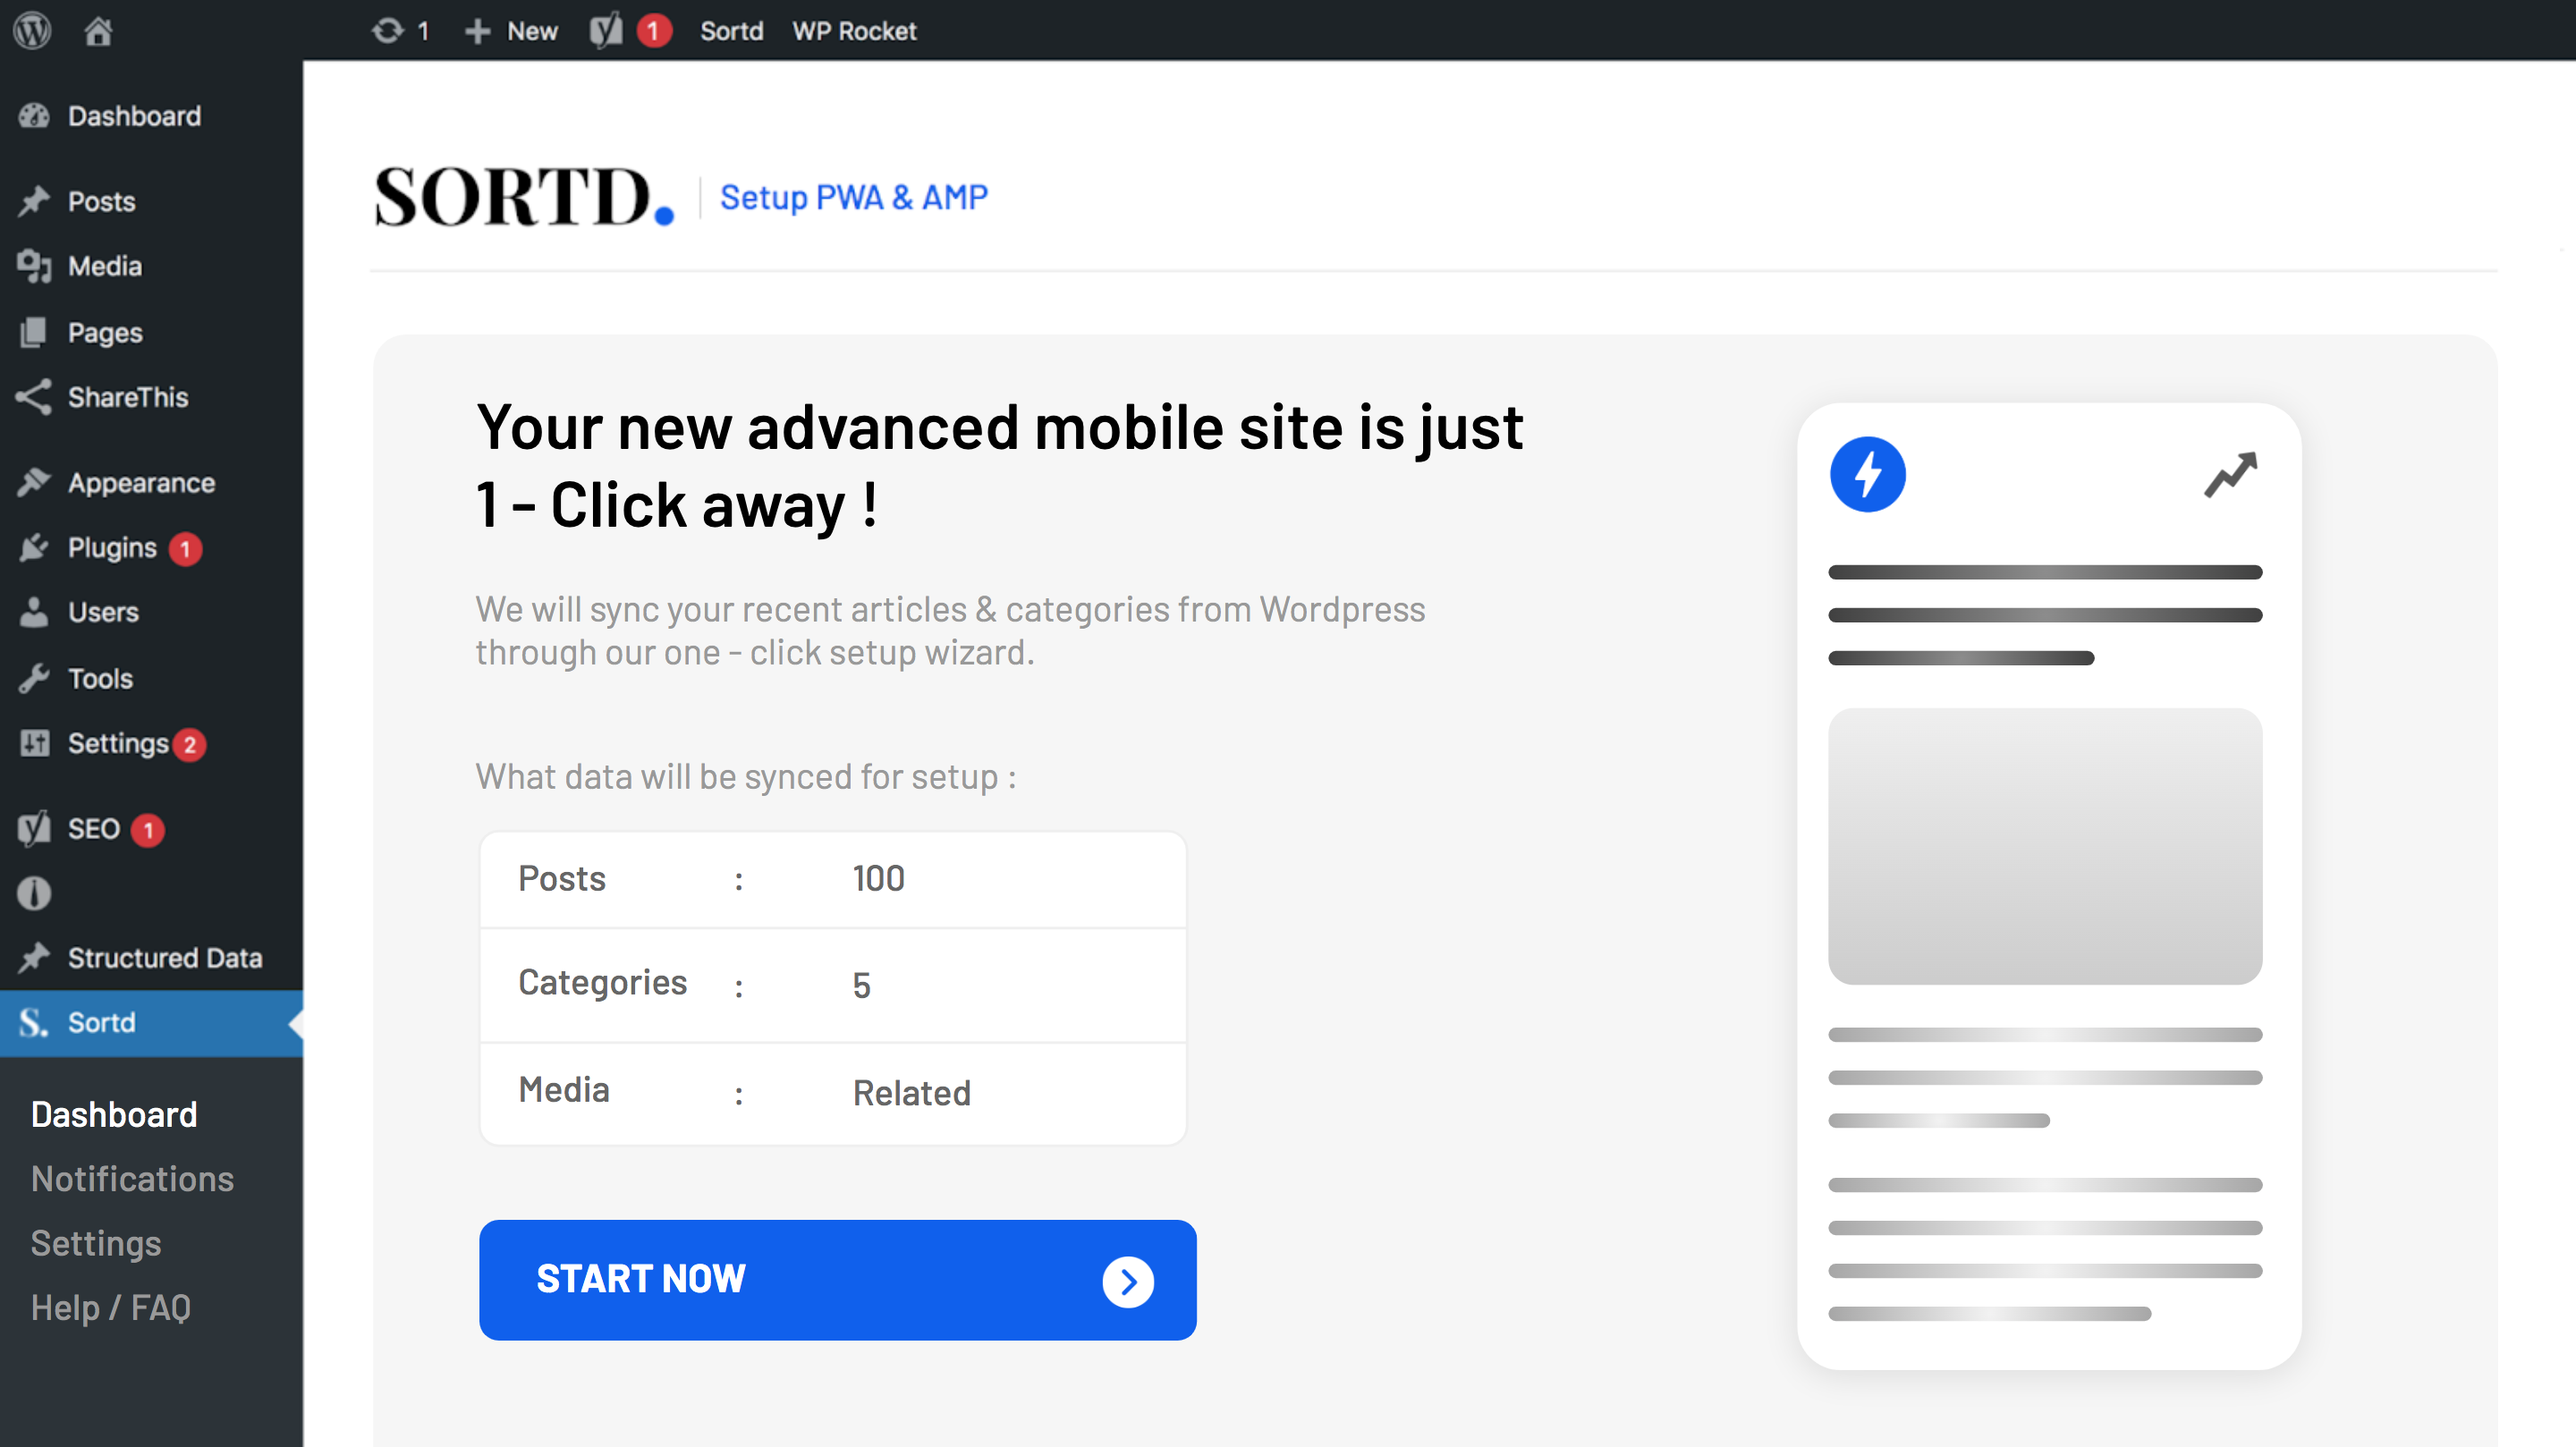 1 New 1 Sortd WP Rocket
Dashboard
Posts
Media
Pages
ShareThis
Appearance
Plugins 1
Users
Tools
Settings 2
SEO 1
Structured Data
S. Sortd
Dashboard
Notifications
Settings
Help / FAQ
SORTD. Setup PWA & AMP
Your new advanced mobile site is just
1 - Click away !
We will sync your recent articles & categories from Wordpress
through our one - click setup wizard.
What data will be synced for setup :
Posts : 100
Categories : 5
Media : Related
START NOW